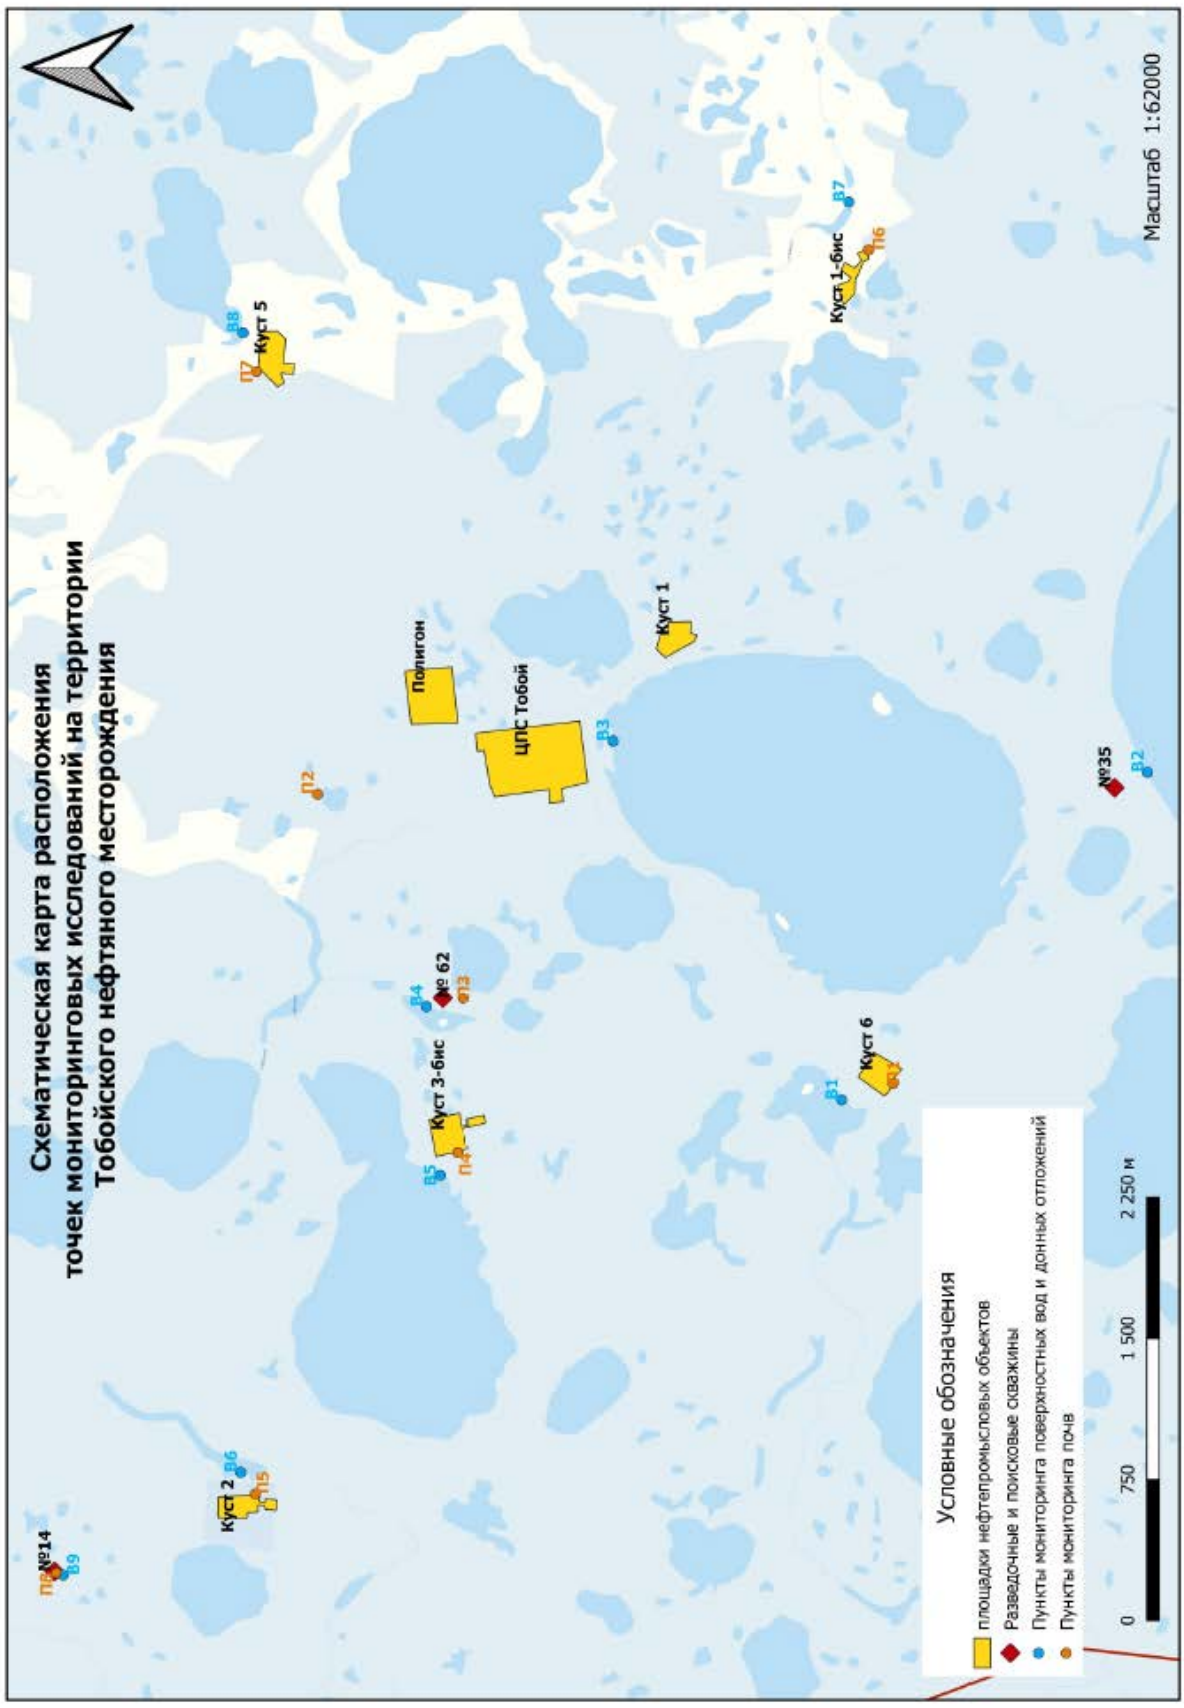 Схематическая карта расположения
точек мониторинговых исследований на территории
Тобойского нефтяного месторождения
№14
П8
В9
Куст 2
В6
П5
П7
В8
Куст 5
П2
Полигон
ЦПС Тобой
В3
В4
№ 62
П3
Куст 3-бис
В5
П4
Куст 1
Куст 1-бис
В7
П6
В1
Куст 6
П1
№35
В2
Условные обозначения
площадки нефтепромысловых объектов
Разведочные и поисковые скважины
Пункты мониторинга поверхностных вод и донных отложений
Пункты мониторинга почв
0 750 1 500 2 250 м
Масштаб 1:62000